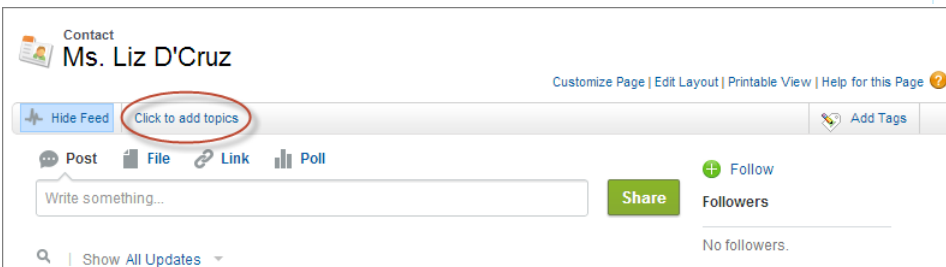 Contact
Ms. Liz D'Cruz
Customize Page | Edit Layout | Printable View | Help for this Page ?
Hide Feed Click to add topics Add Tags
Post File Link Poll
Follow
Write something... Share
Followers
No followers.
Show All Updates